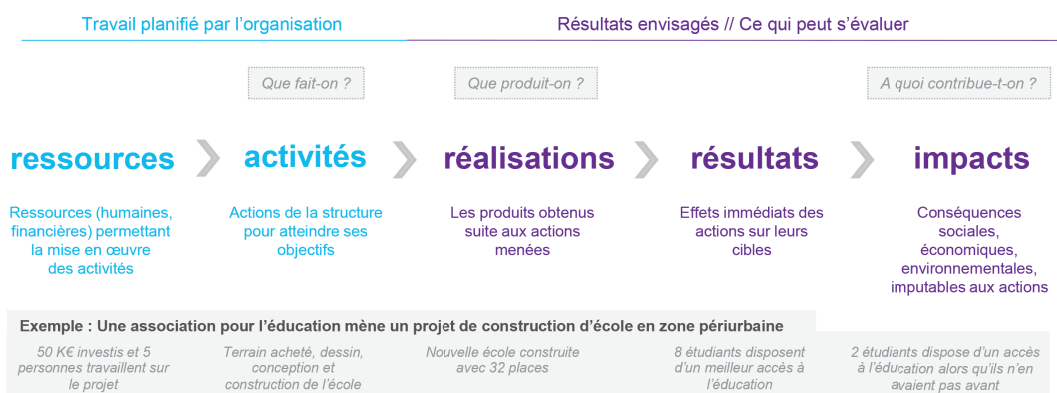 Travail planifié par l'organisation
Résultats envisagés // Ce qui peut s'évaluer
Que fait-on ?
Que produit-on ?
A quoi contribue-t-on ?
ressources
activités
réalisations
résultats
impacts
Ressources (humaines,
financières) permettant
la mise en œuvre
des activités
Actions de la structure
pour atteindre ses
objectifs
Les produits obtenus
suite aux actions
menées
Effets immédiats des
actions sur leurs
cibles
Conséquences
sociales,
économiques,
environnementales,
imputables aux actions
Exemple : Une association pour l'éducation mène un projet de construction d'école en zone périurbaine
50 K€ investis et 5
personnes travaillent sur
le projet
Terrain acheté, dessin,
conception et
construction de l'école
Nouvelle école construite
avec 32 places
8 étudiants disposent
d'un meilleur accès à
l'éducation
2 étudiants dispose d'un accès
à l'éducation alors qu'ils n'en
avaient pas avant